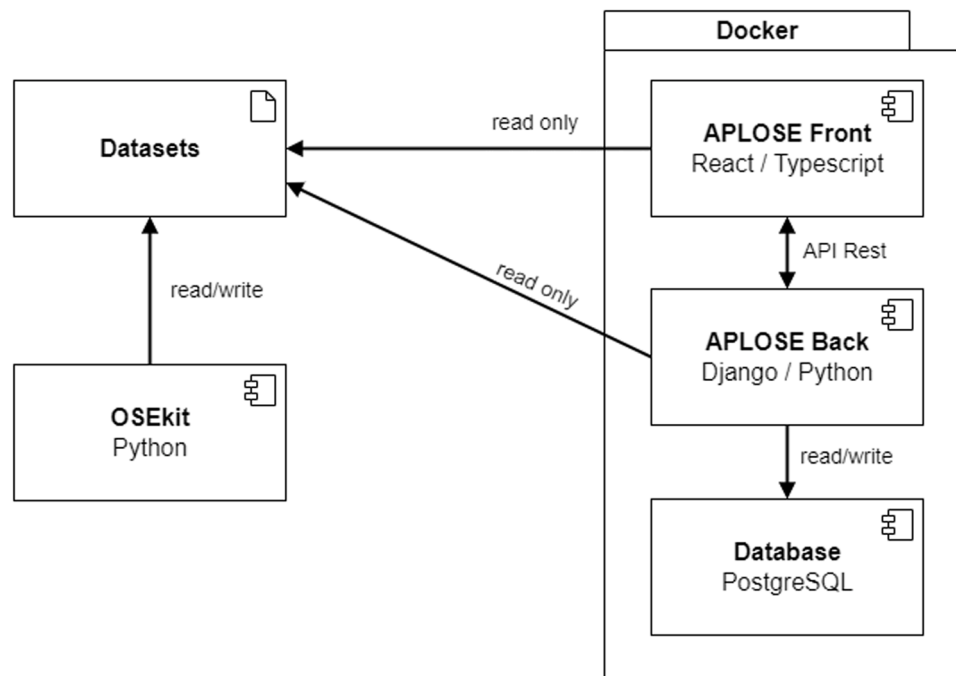 Docker
Datasets
read only
APLOSE Front
React / Typescript
API Rest
read only
read/write
APLOSE Back
Django / Python
OSEkit
Python
read/write
Database
PostgreSQL